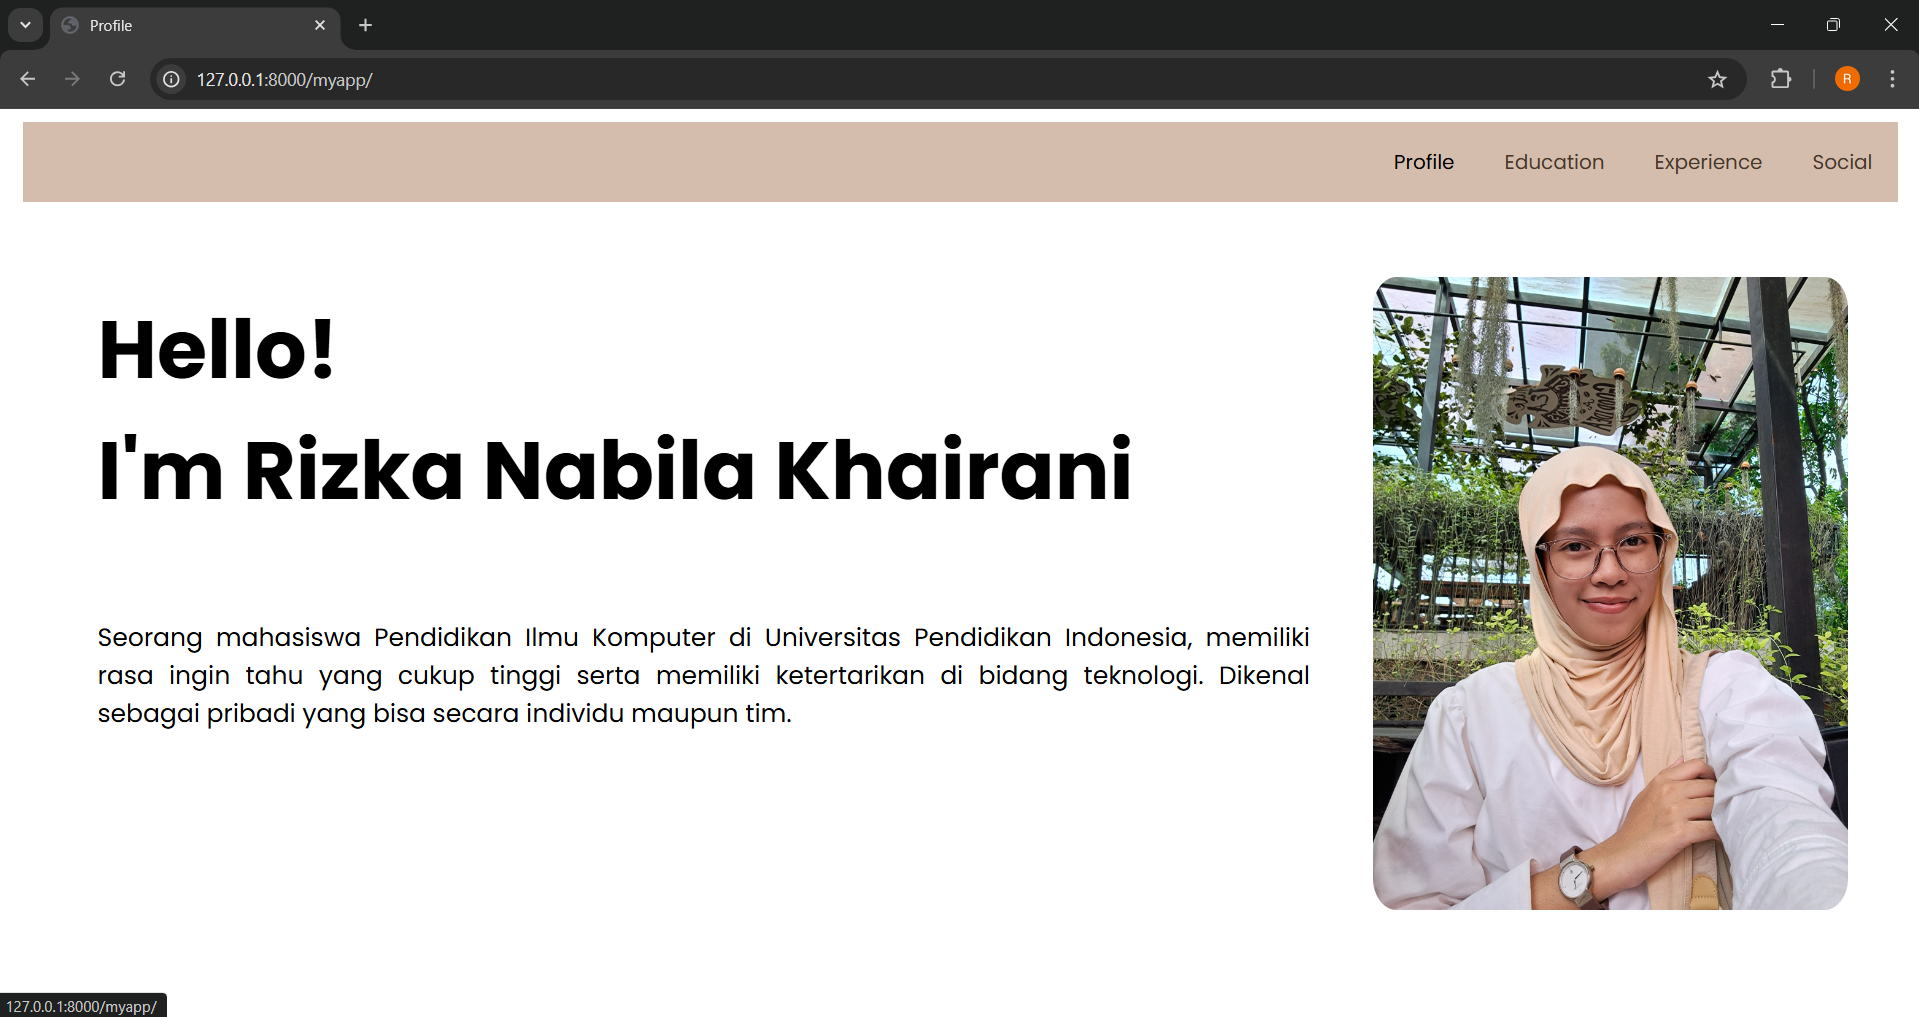 Profile
127.0.0.1:8000/myapp/
R
Profile Education Experience Social
Hello!
I'm Rizka Nabila Khairani
Seorang mahasiswa Pendidikan Ilmu Komputer di Universitas Pendidikan Indonesia, memiliki
rasa ingin tahu yang cukup tinggi serta memiliki ketertarikan di bidang teknologi. Dikenal
sebagai pribadi yang bisa secara individu maupun tim.
127.0.0.1:8000/myapp/